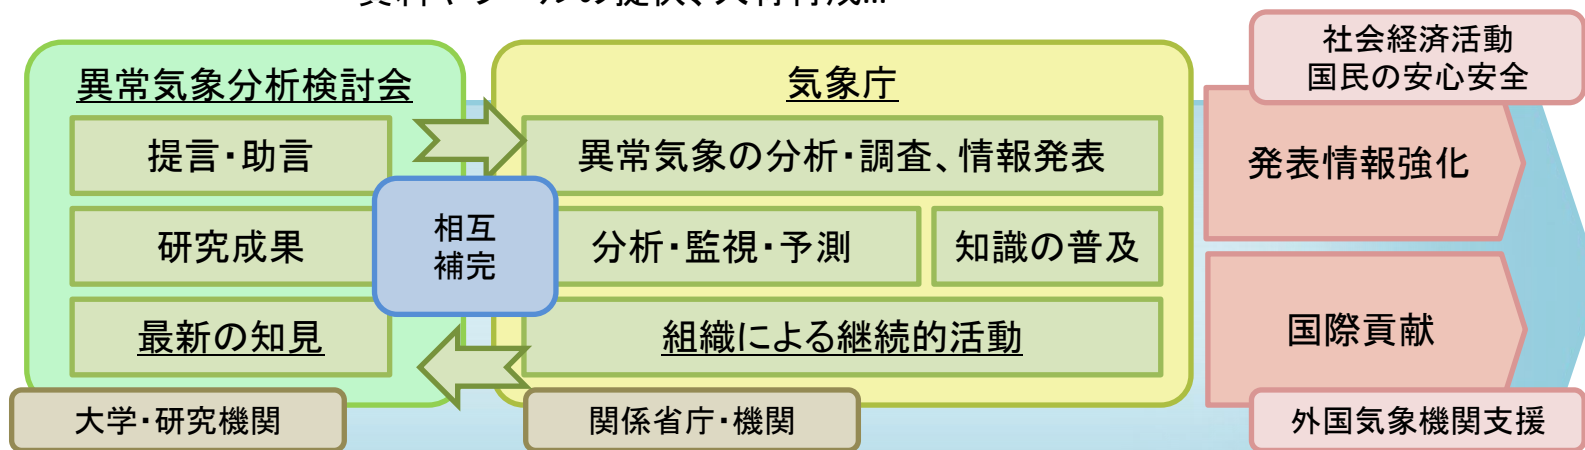 異常気象分析検討会
提言・助言
研究成果
最新の知見
大学・研究機関
相互
補完
気象庁
異常気象の分析・調査、情報発表
分析・監視・予測
知識の普及
組織による継続的活動
関係省庁・機関
社会経済活動
国民の安心安全
発表情報強化
国際貢献
外国気象機関支援